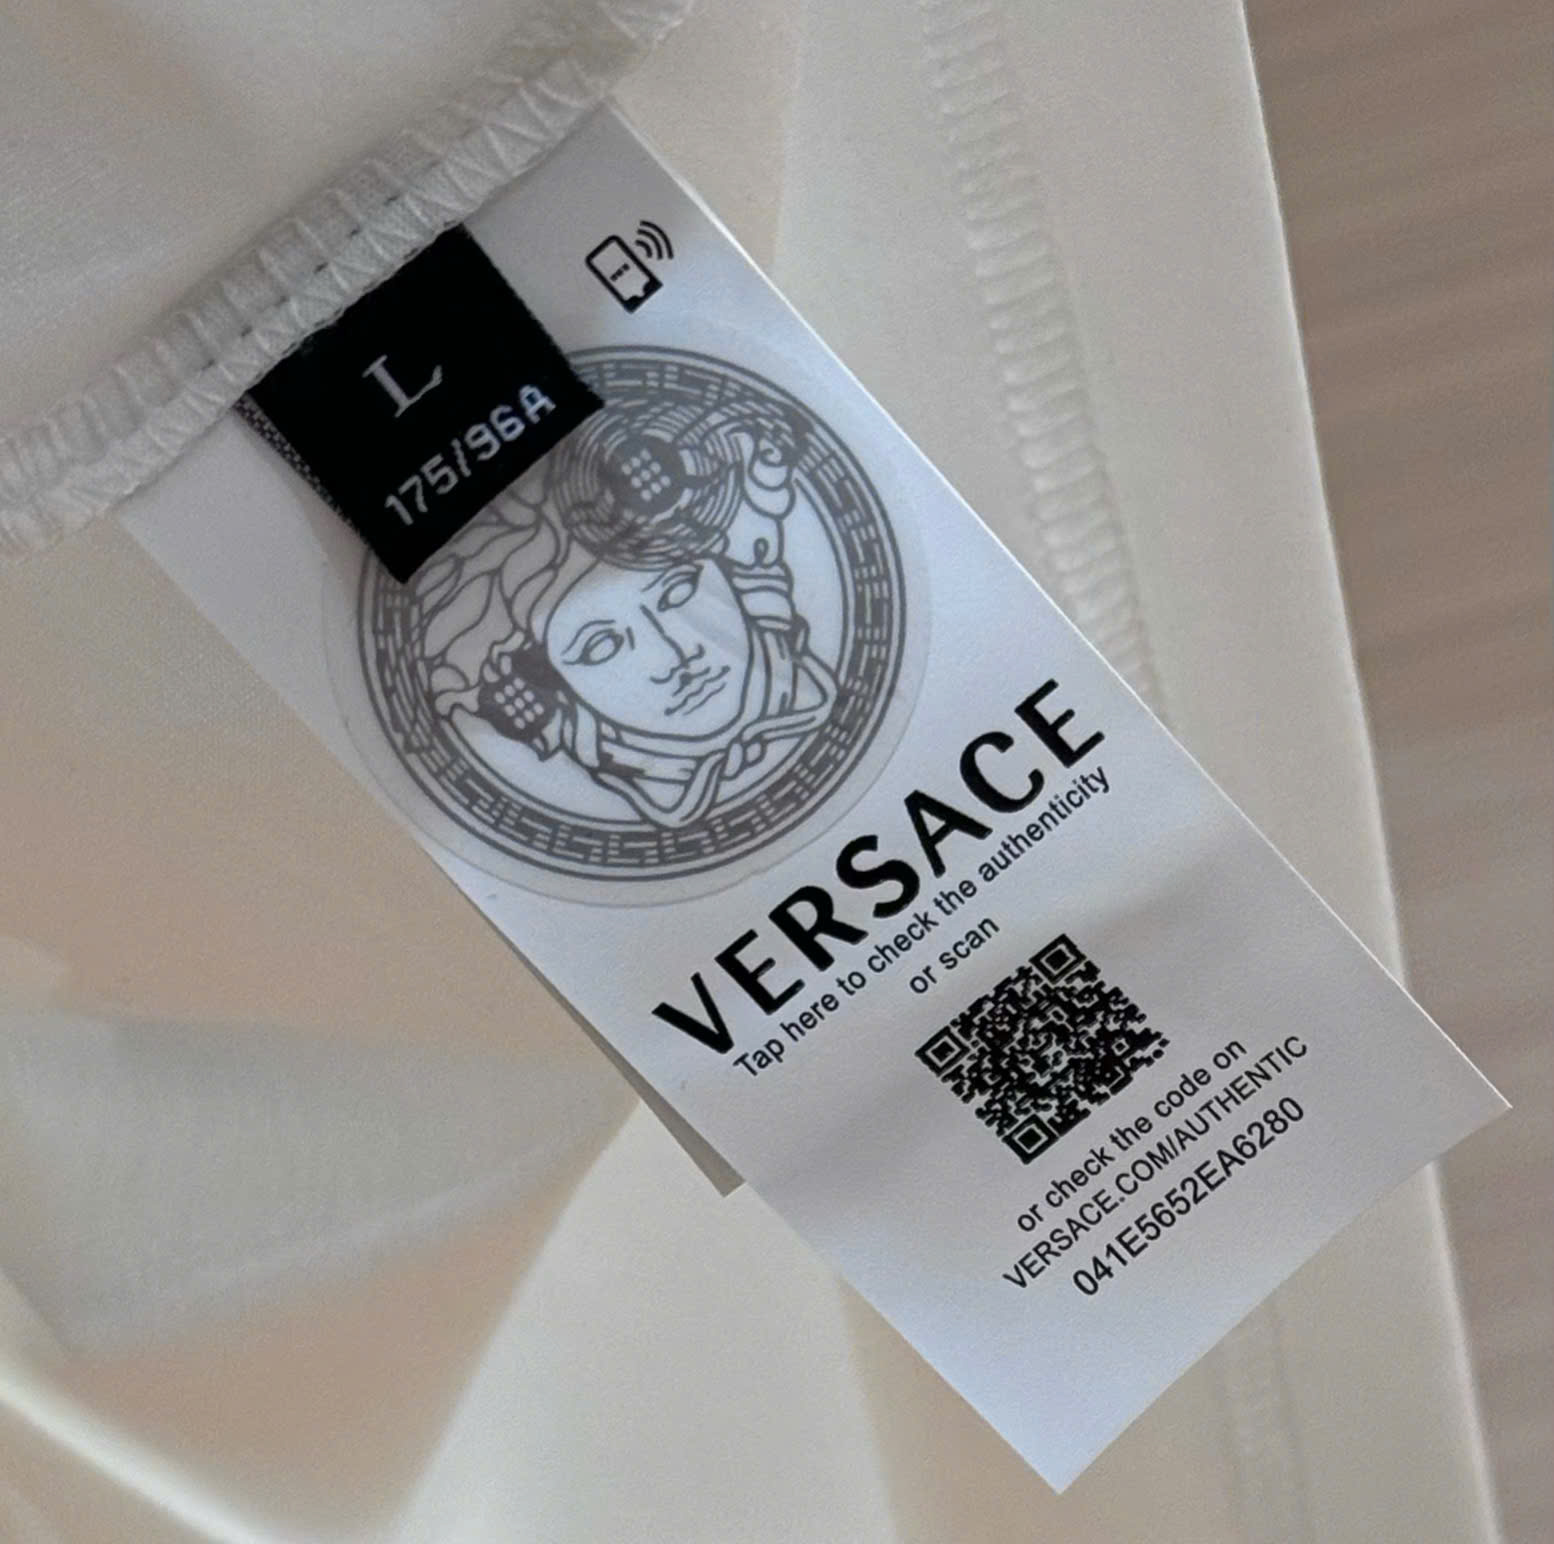 L
175/96A
VERSACE
Tap here to check the authenticity
or scan
or check the code on
VERSACE.COM/AUTHENTIC
041E5652EA6280